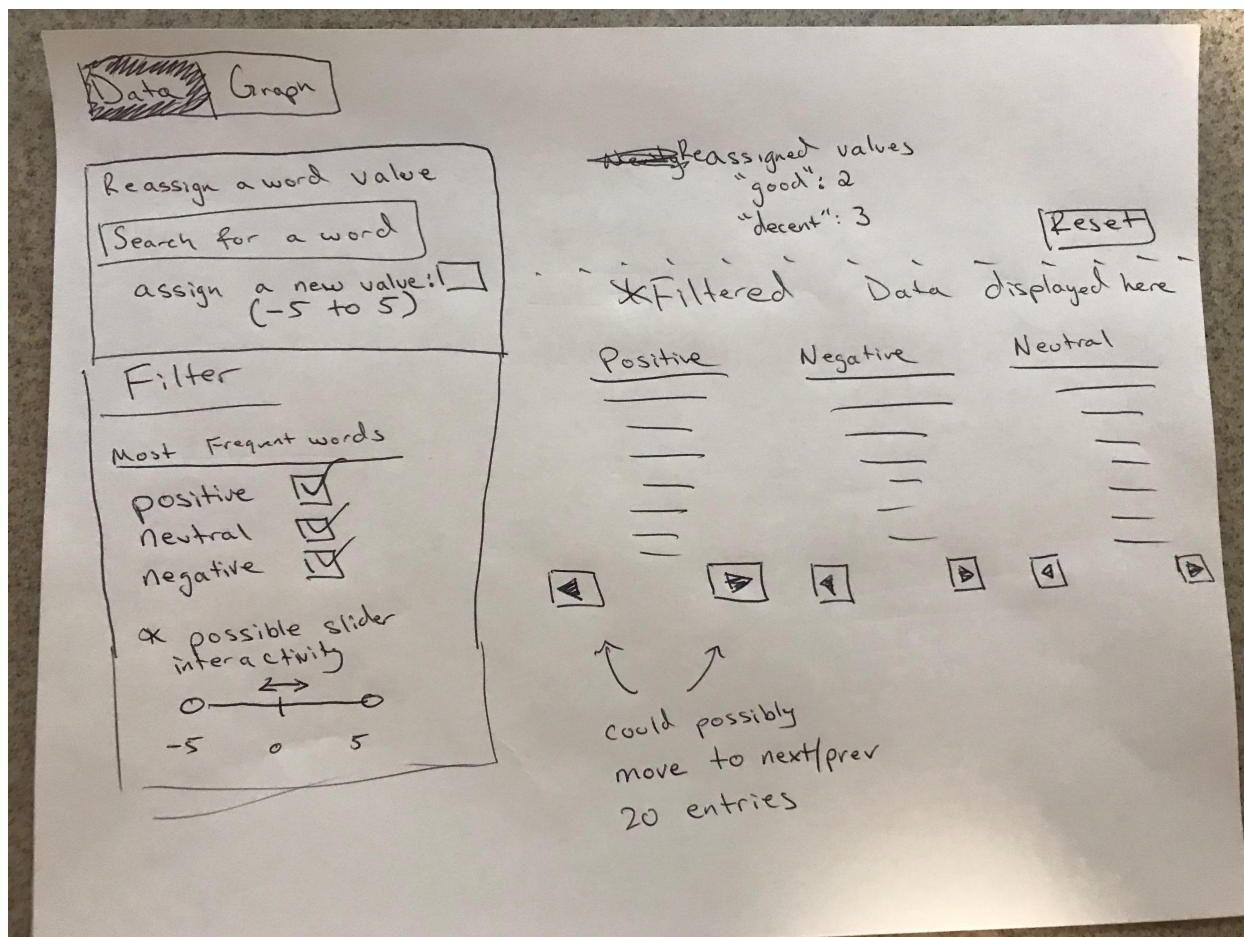 Data Graph
Reassign a word value
Search for a word
assign a new value:
(-5 to 5)
Filter
Most Frequent words
positive
neutral
negative
* possible slider
interactivity
-5 0 5
Reassigned values
"good": 2
"decent": 3
Reset
*Filtered Data displayed here
Positive Negative Neutral
could possibly
move to next/prev
20 entries